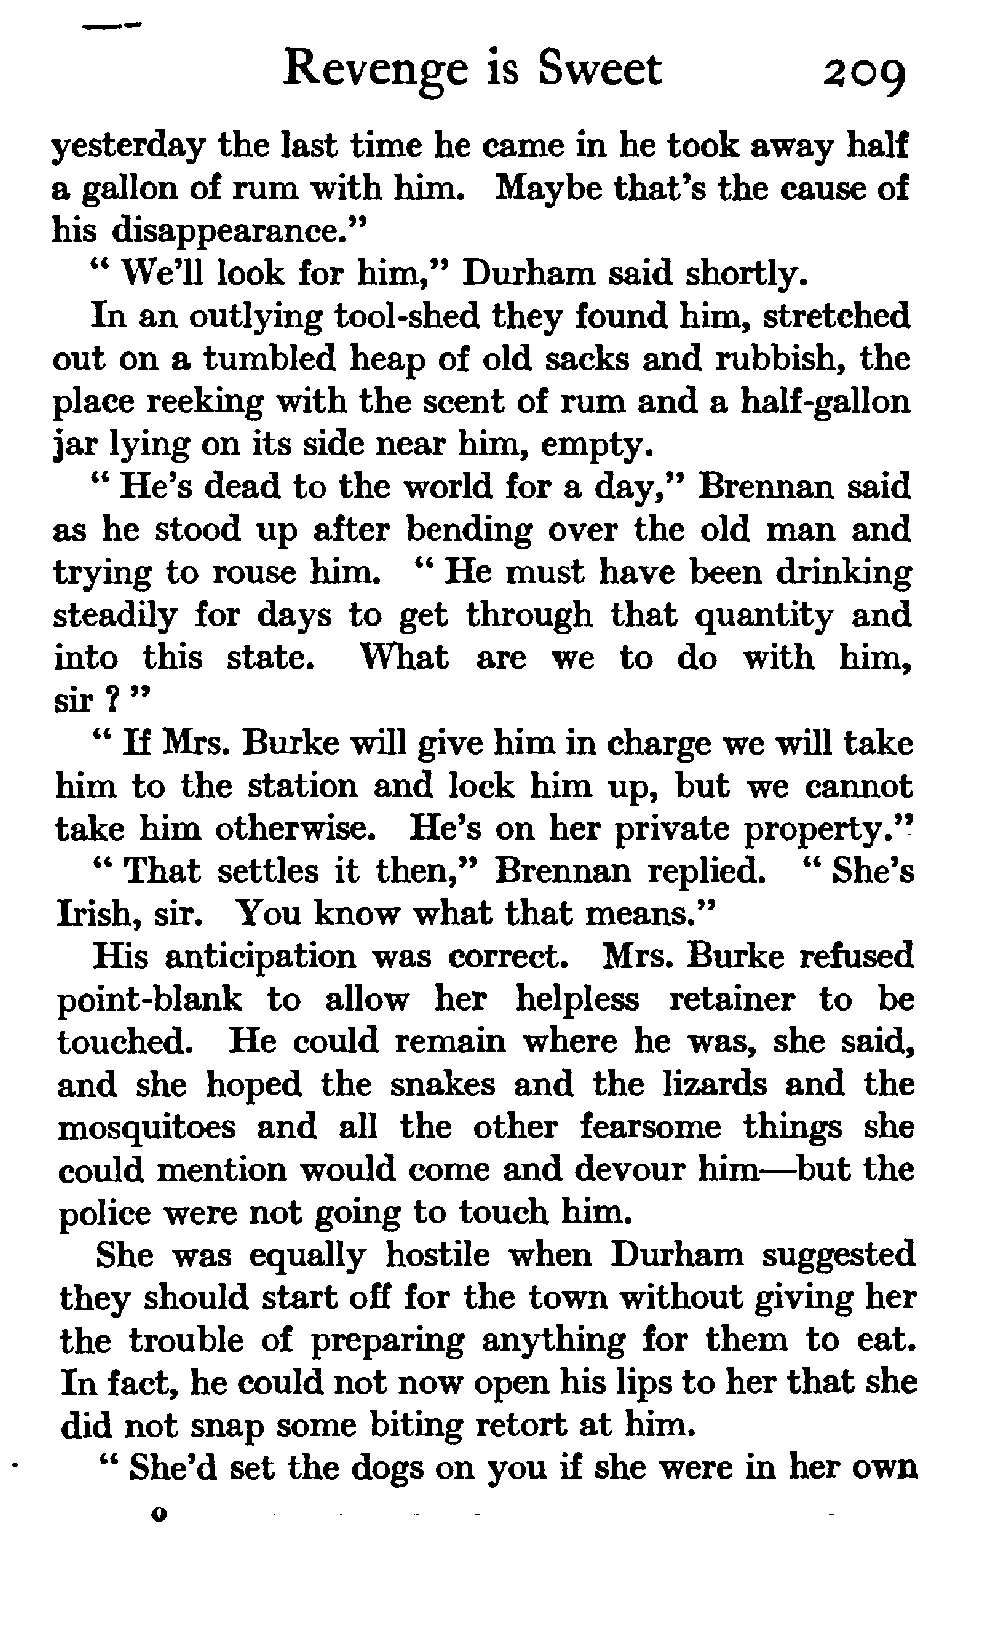 Revenge is Sweet 209
yesterday the last time he came in he took away half
a gallon of rum with him. Maybe that's the cause of
his disappearance."
" We'll look for him," Durham said shortly.
In an outlying tool-shed they found him, stretched
out on a tumbled heap of old sacks and rubbish, the
place reeking with the scent of rum and a half-gallon
jar lying on its side near him, empty.
" He's dead to the world for a day," Brennan said
as he stood up after bending over the old man and
trying to rouse him. " He must have been drinking
steadily for days to get through that quantity and
into this state. What are we to do with him,
sir ? "
" If Mrs. Burke will give him in charge we will take
him to the station and lock him up, but we cannot
take him otherwise. He's on her private property."
" That settles it then," Brennan replied. " She's
Irish, sir. You know what that means."
His anticipation was correct. Mrs. Burke refused
point-blank to allow her helpless retainer to be
touched. He could remain where he was, she said,
and she hoped the snakes and the lizards and the
mosquitoes and all the other fearsome things she
could mention would come and devour him—but the
police were not going to touch him.
She was equally hostile when Durham suggested
they should start off for the town without giving her
the trouble of preparing anything for them to eat.
In fact, he could not now open his lips to her that she
did not snap some biting retort at him.
" She'd set the dogs on you if she were in her own
O